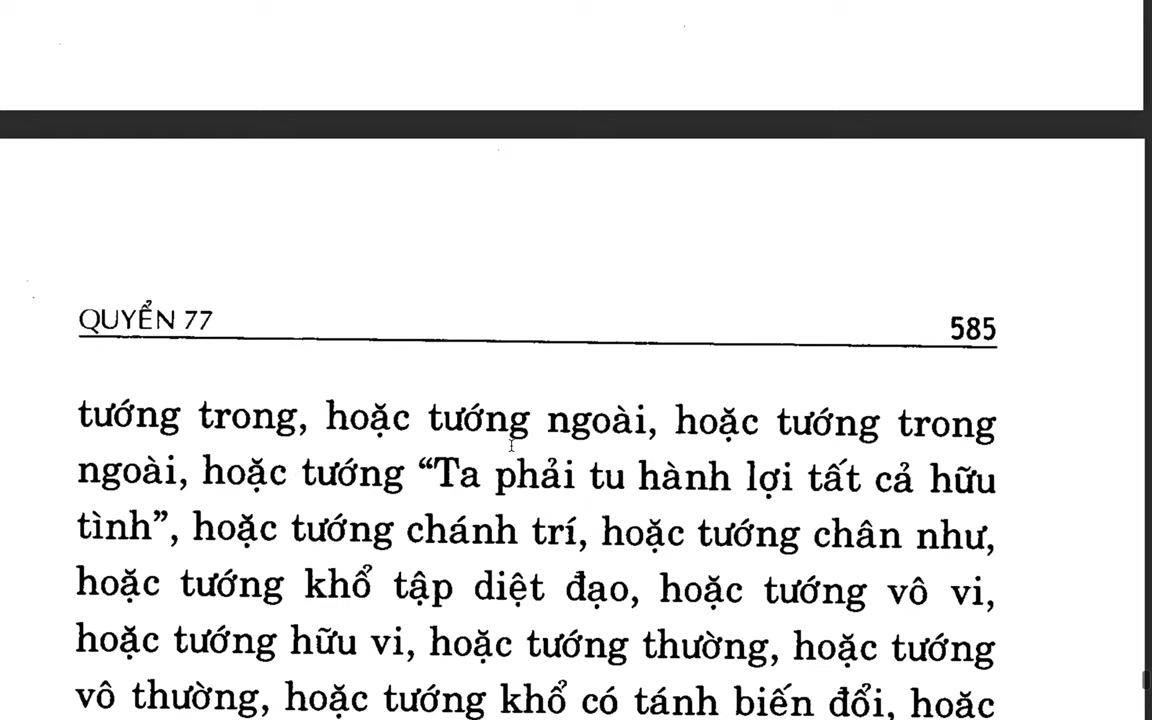 QUYỂN 77 585
tướng trong, hoặc tướng ngoài, hoặc tướng trong
ngoài, hoặc tướng “Ta phải tu hành lợi tất cả hữu
tình”, hoặc tướng chánh trí, hoặc tướng chân như,
hoặc tướng khổ tập diệt đạo, hoặc tướng vô vi,
hoặc tướng hữu vi, hoặc tướng thường, hoặc tướng
vô thường, hoặc tướng khổ có tánh biến đổi, hoặc